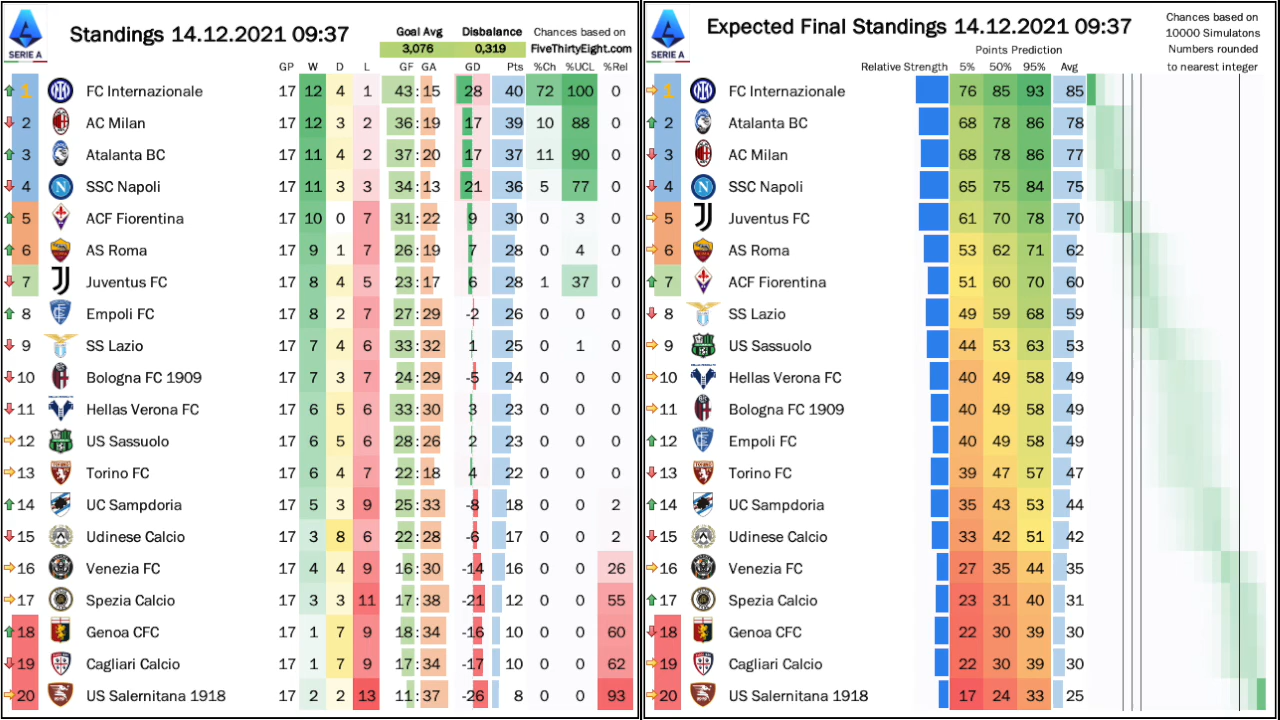 SERIE A
Standings 14.12.2021 09:37
Goal Avg Disbalance Chances based on
3,076 0,319 FiveThirtyEight.com
GP W D L GF GA GD Pts %Ch %UCL %Rel
1 FC Internazionale 17 12 4 1 43 : 15 28 40 72 100 0
2 AC Milan 17 12 3 2 36 : 19 17 39 10 88 0
3 Atalanta BC 17 11 4 2 37 : 20 17 37 11 90 0
4 SSC Napoli 17 11 3 3 34 : 13 21 36 5 77 0
5 ACF Fiorentina 17 10 0 7 31 : 22 9 30 0 3 0
6 AS Roma 17 9 1 7 26 : 19 7 28 0 4 0
7 Juventus FC 17 8 4 5 23 : 17 6 28 1 37 0
8 Empoli FC 17 8 2 7 27 : 29 -2 26 0 0 0
9 SS Lazio 17 7 4 6 33 : 32 1 25 0 1 0
10 Bologna FC 1909 17 7 3 7 24 : 29 -5 24 0 0 0
11 Hellas Verona FC 17 6 5 6 33 : 30 3 23 0 0 0
12 US Sassuolo 17 6 5 6 28 : 26 2 23 0 0 0
13 Torino FC 17 6 4 7 22 : 18 4 22 0 0 0
14 UC Sampdoria 17 5 3 9 25 : 33 -8 18 0 0 2
15 Udinese Calcio 17 3 8 6 22 : 28 -6 17 0 0 2
16 Venezia FC 17 4 4 9 16 : 30 -14 16 0 0 26
17 Spezia Calcio 17 3 3 11 17 : 38 -21 12 0 0 55
18 Genoa CFC 17 1 7 9 18 : 34 -16 10 0 0 60
19 Cagliari Calcio 17 1 7 9 17 : 34 -17 10 0 0 62
20 US Salernitana 1918 17 2 2 13 11 : 37 -26 8 0 0 93
SERIE A
Expected Final Standings 14.12.2021 09:37
Chances based on
10000 Simulatons
Numbers rounded
to nearest integer
Points Prediction
Relative Strength 5% 50% 95% Avg
1 FC Internazionale 76 85 93 85
2 Atalanta BC 68 78 86 78
3 AC Milan 68 78 86 77
4 SSC Napoli 65 75 84 75
5 Juventus FC 61 70 78 70
6 AS Roma 53 62 71 62
7 ACF Fiorentina 51 60 70 60
8 SS Lazio 49 59 68 59
9 US Sassuolo 44 53 63 53
10 Hellas Verona FC 40 49 58 49
11 Bologna FC 1909 40 49 58 49
12 Empoli FC 40 49 58 49
13 Torino FC 39 47 57 47
14 UC Sampdoria 35 43 53 44
15 Udinese Calcio 33 42 51 42
16 Venezia FC 27 35 44 35
17 Spezia Calcio 23 31 40 31
18 Genoa CFC 22 30 39 30
19 Cagliari Calcio 22 30 39 30
20 US Salernitana 1918 17 24 33 25